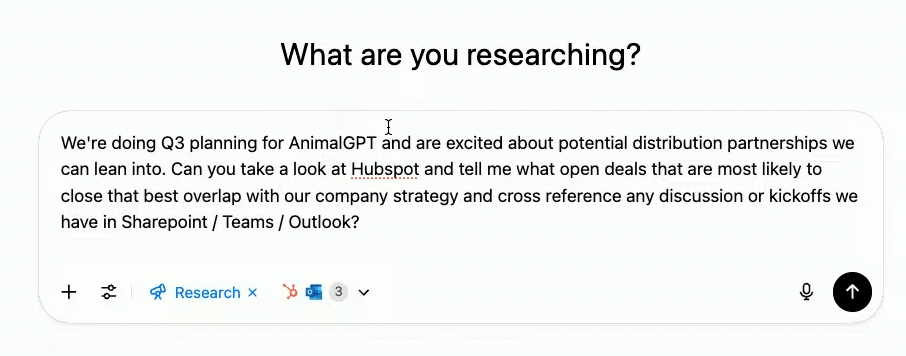 What are you researching?
We're doing Q3 planning for AnimalGPT and are excited about potential distribution partnerships we
can lean into. Can you take a look at Hubspot and tell me what open deals that are most likely to
close that best overlap with our company strategy and cross reference any discussion or kickoffs we
have in Sharepoint / Teams / Outlook?
Research × 3